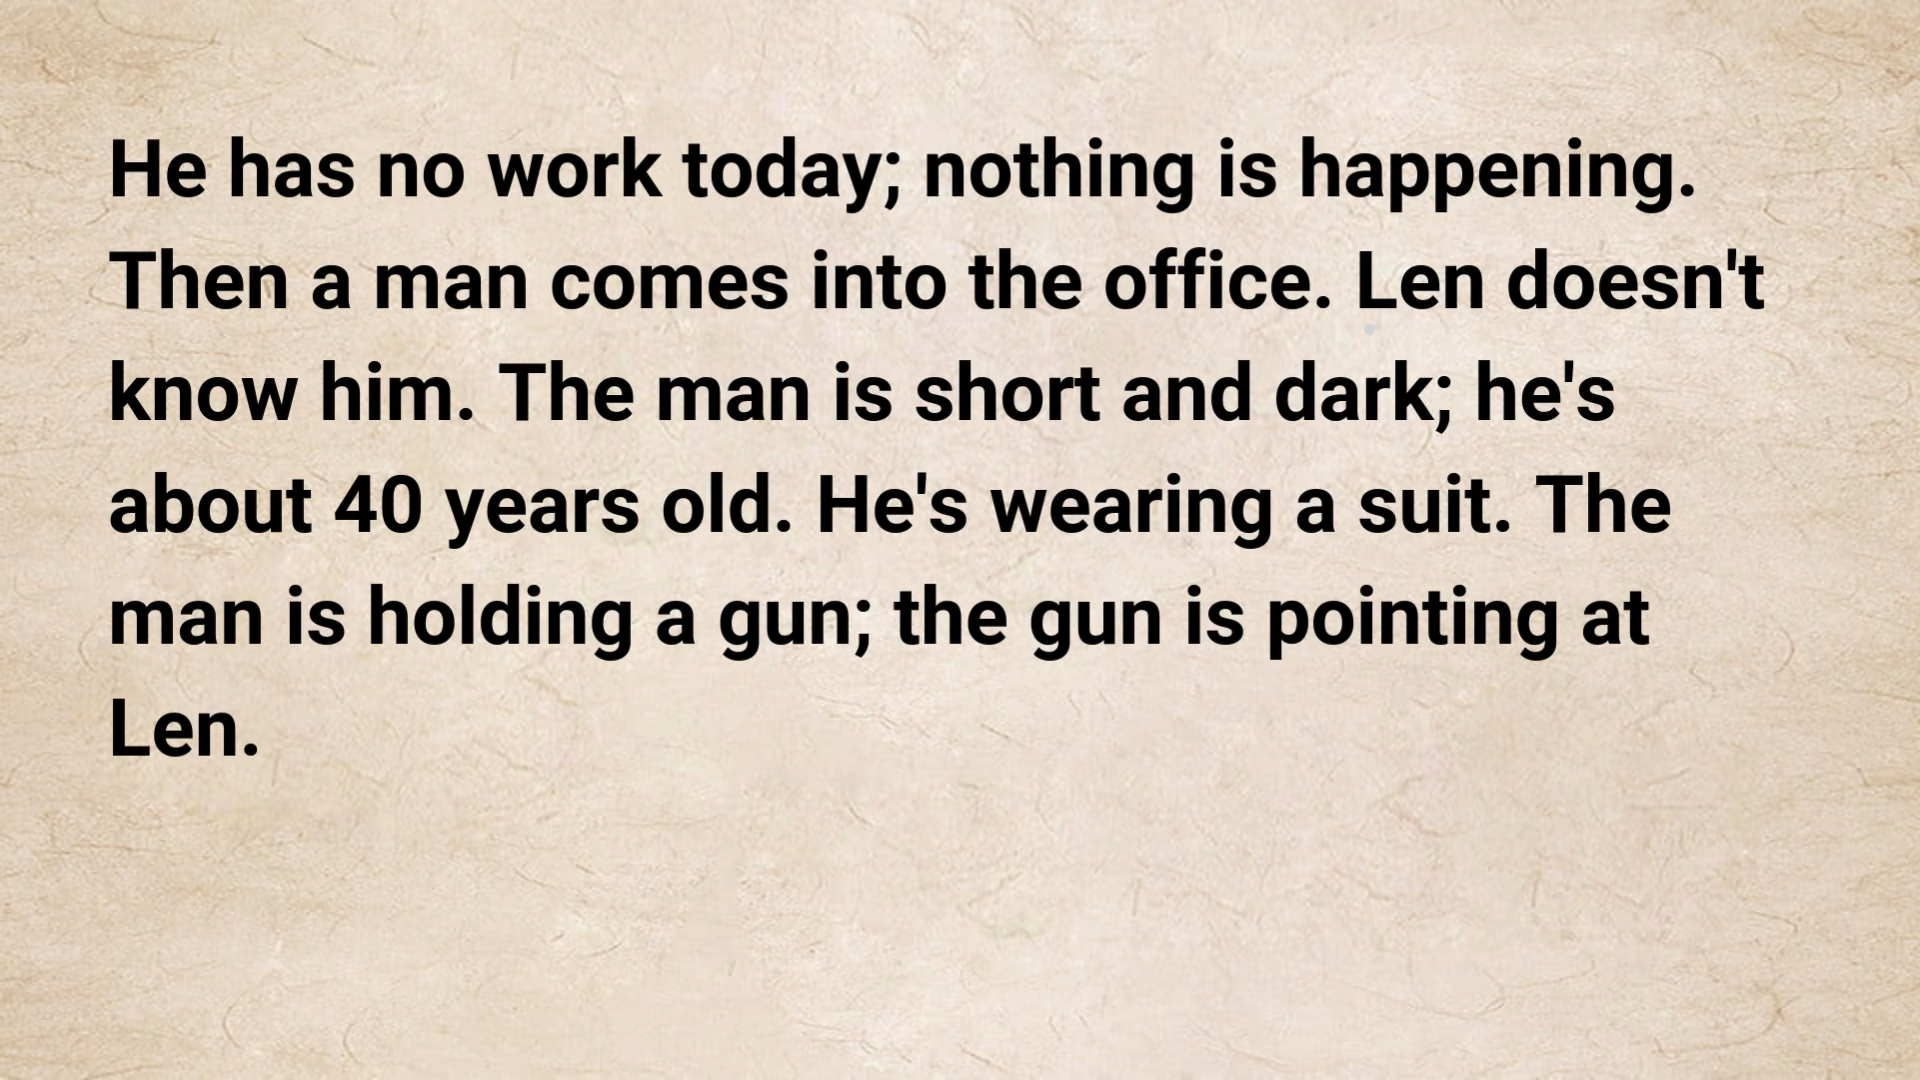 He has no work today; nothing is happening.
Then a man comes into the office. Len doesn't
know him. The man is short and dark; he's
about 40 years old. He's wearing a suit. The
man is holding a gun; the gun is pointing at
Len.